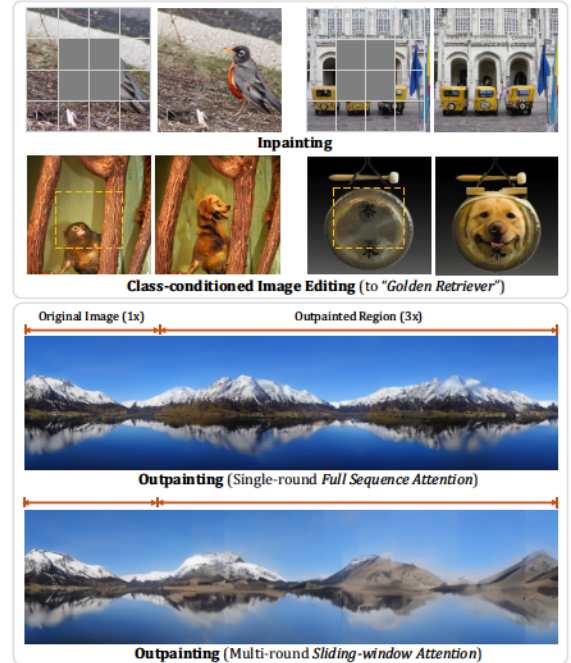 Inpainting
Class-conditioned Image Editing (to "Golden Retriever")
Original Image (1x) Outpainted Region (3x)
Outpainting (Single-round Full Sequence Attention)
Outpainting (Multi-round Sliding-window Attention)